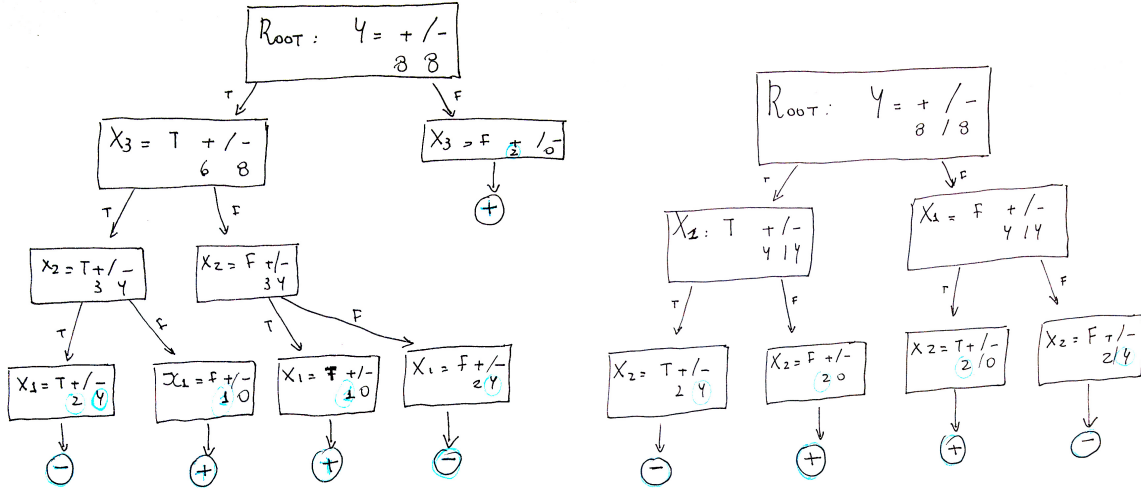 ROOT: Y = + / -
8 8
T
F
X3 = T + / -
6 8
X3 = F + / -
2 0
+
T
F
X2 = T + / -
3 4
X2 = F + / -
3 4
T
F
T
F
X1 = T + / -
2 4
X1 = F + / -
1 0
X1 = T + / -
1 0
X1 = F + / -
2 4
-
+
+
-
ROOT: Y = + / -
8 / 8
T
F
X1: T + / -
4 / 4
X1 = F + / -
4 / 4
T
F
T
F
X2 = T + / -
2 4
X2 = F + / -
2 0
X2 = T + / -
2 / 0
X2 = F + / -
2 / 4
-
+
+
-